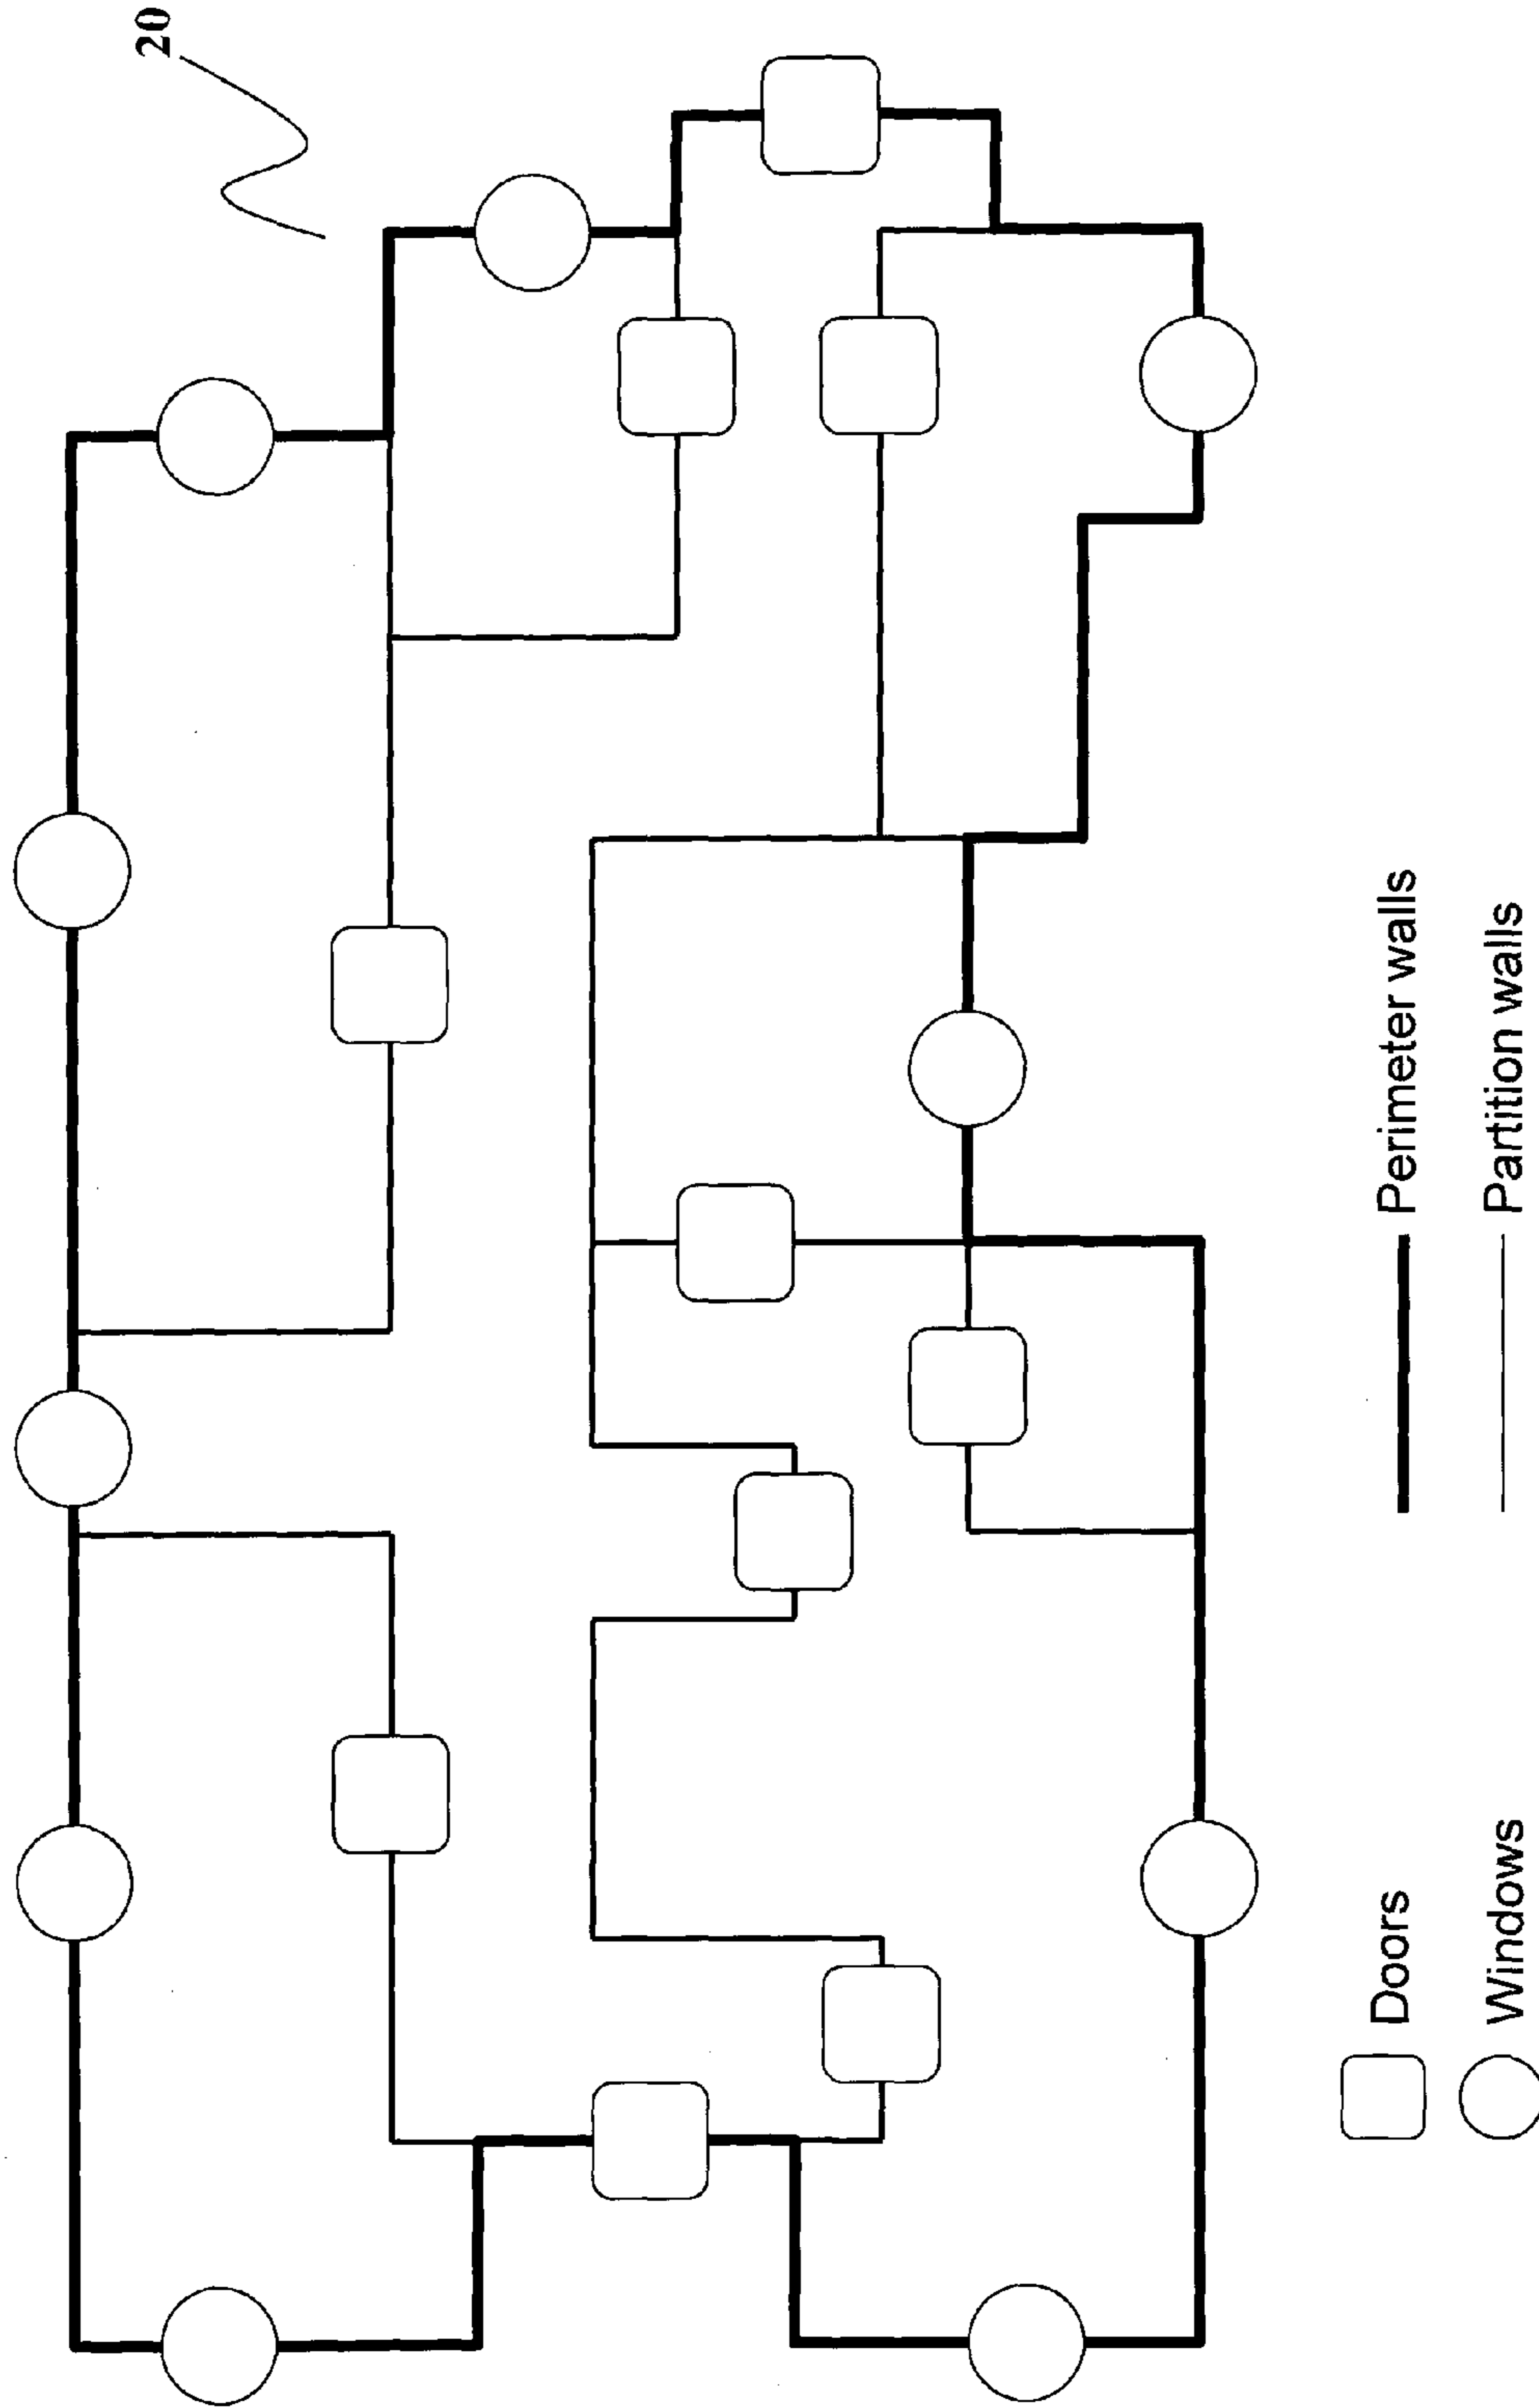 20
Doors
Perimeter walls
Windows
Partition walls